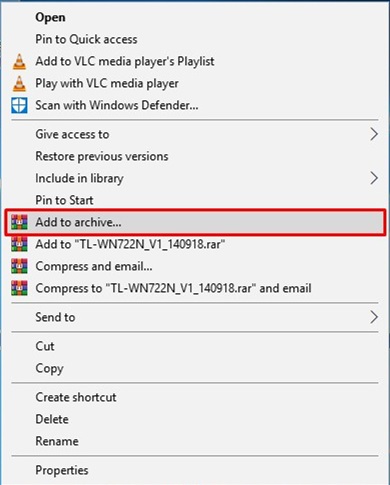 Open
Pin to Quick access
Add to VLC media player's Playlist
Play with VLC media player
Scan with Windows Defender...
Give access to
Restore previous versions
Include in library
Pin to Start
Add to archive...
Add to "TL-WN722N_V1_140918.rar"
Compress and email...
Compress to "TL-WN722N_V1_140918.rar" and email
Send to
Cut
Copy
Create shortcut
Delete
Rename
Properties